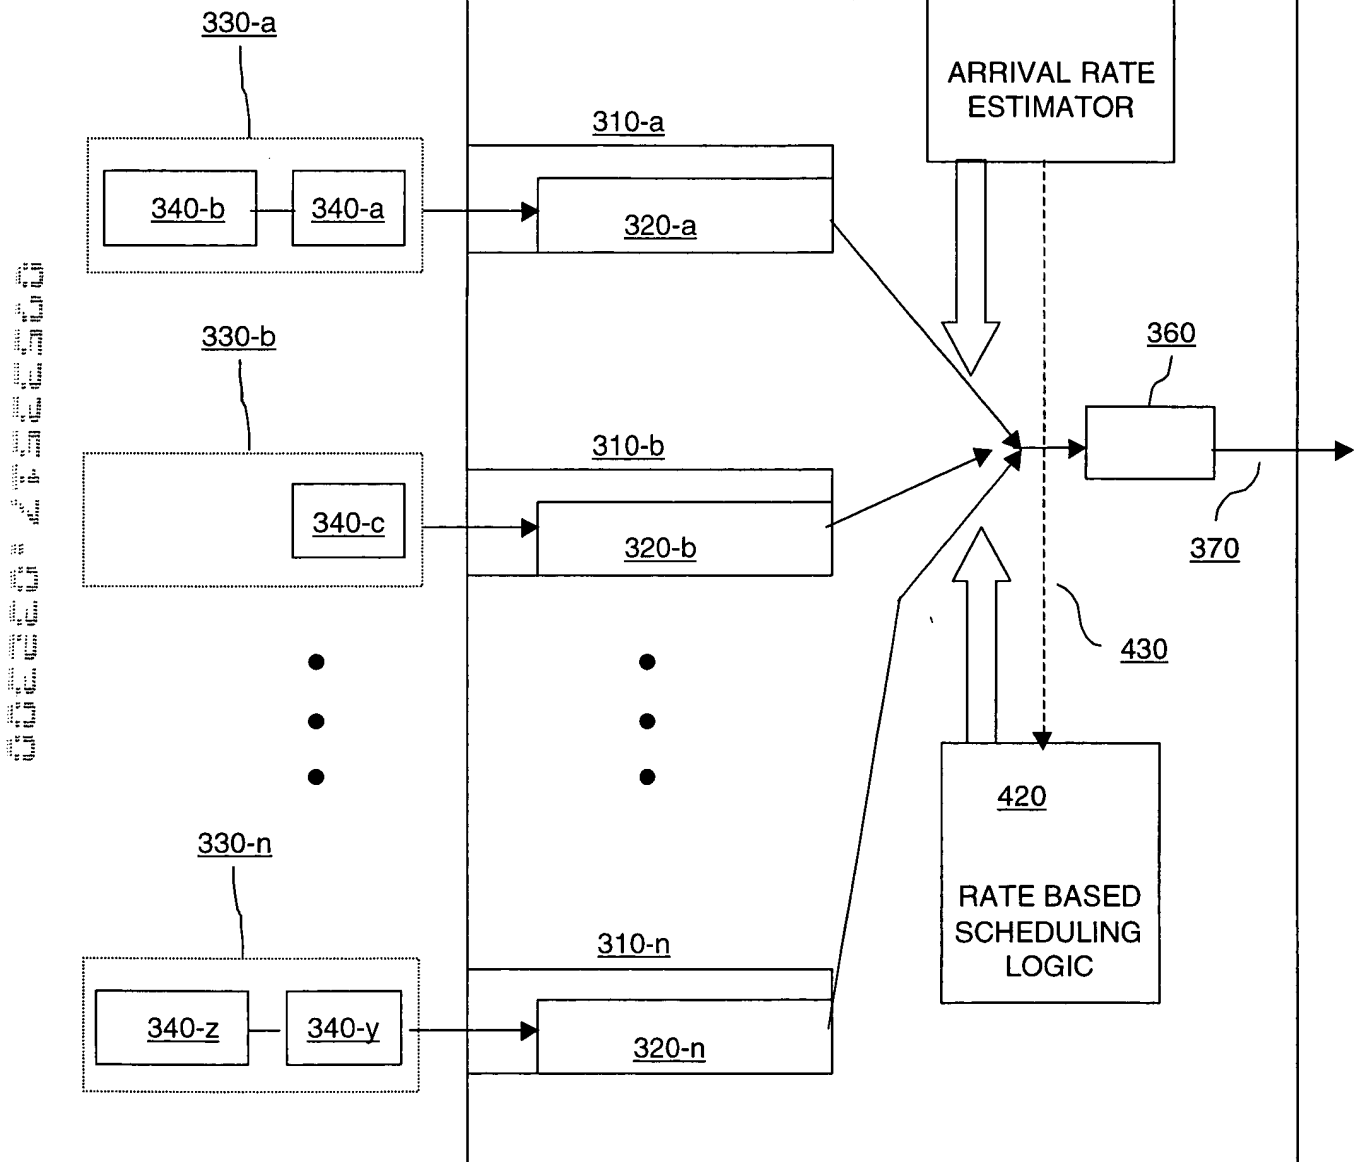 330-a
ARRIVAL RATE
ESTIMATOR
310-a
340-b
340-a
320-a
330-b
360
310-b
340-c
320-b
370
430
420
330-n
RATE BASED
SCHEDULING
LOGIC
310-n
340-z
340-y
320-n